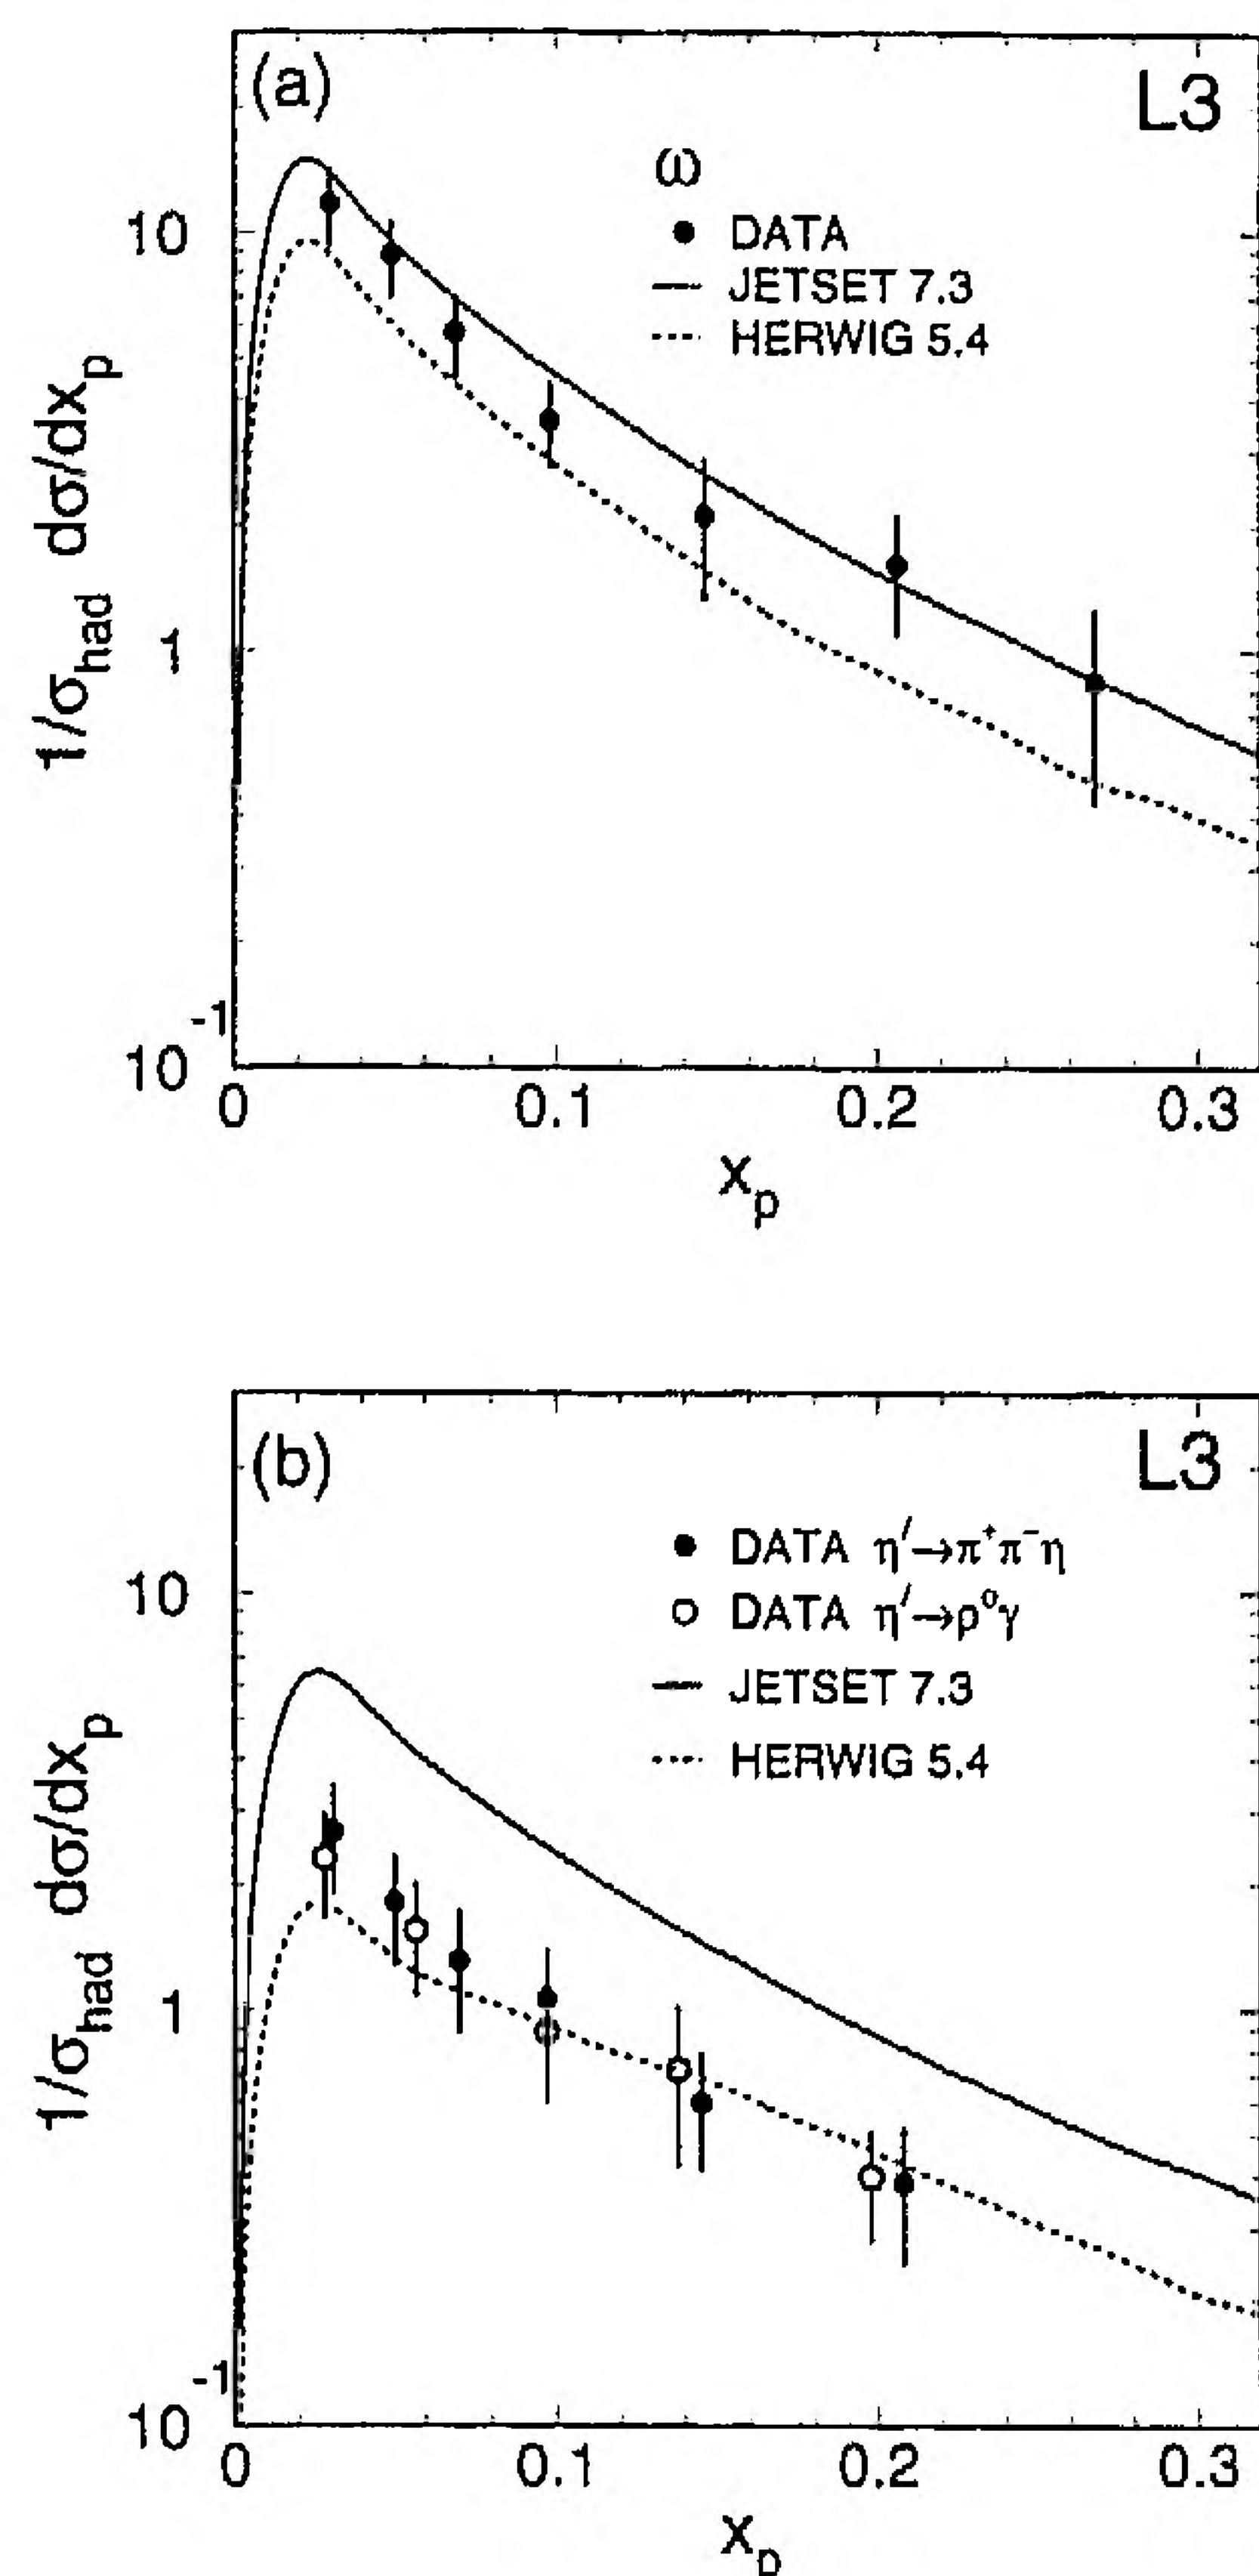 (a)
L3
ω
DATA
JETSET 7.3
HERWIG 5.4
10
1
10⁻¹
1/σ_had dσ/dx_p
0 0.1 0.2 0.3
x_p
(b)
L3
DATA η′→π⁺π⁻η
DATA η′→ρ⁰γ
JETSET 7.3
HERWIG 5.4
10
1
10⁻¹
1/σ_had dσ/dx_p
0 0.1 0.2 0.3
x_p